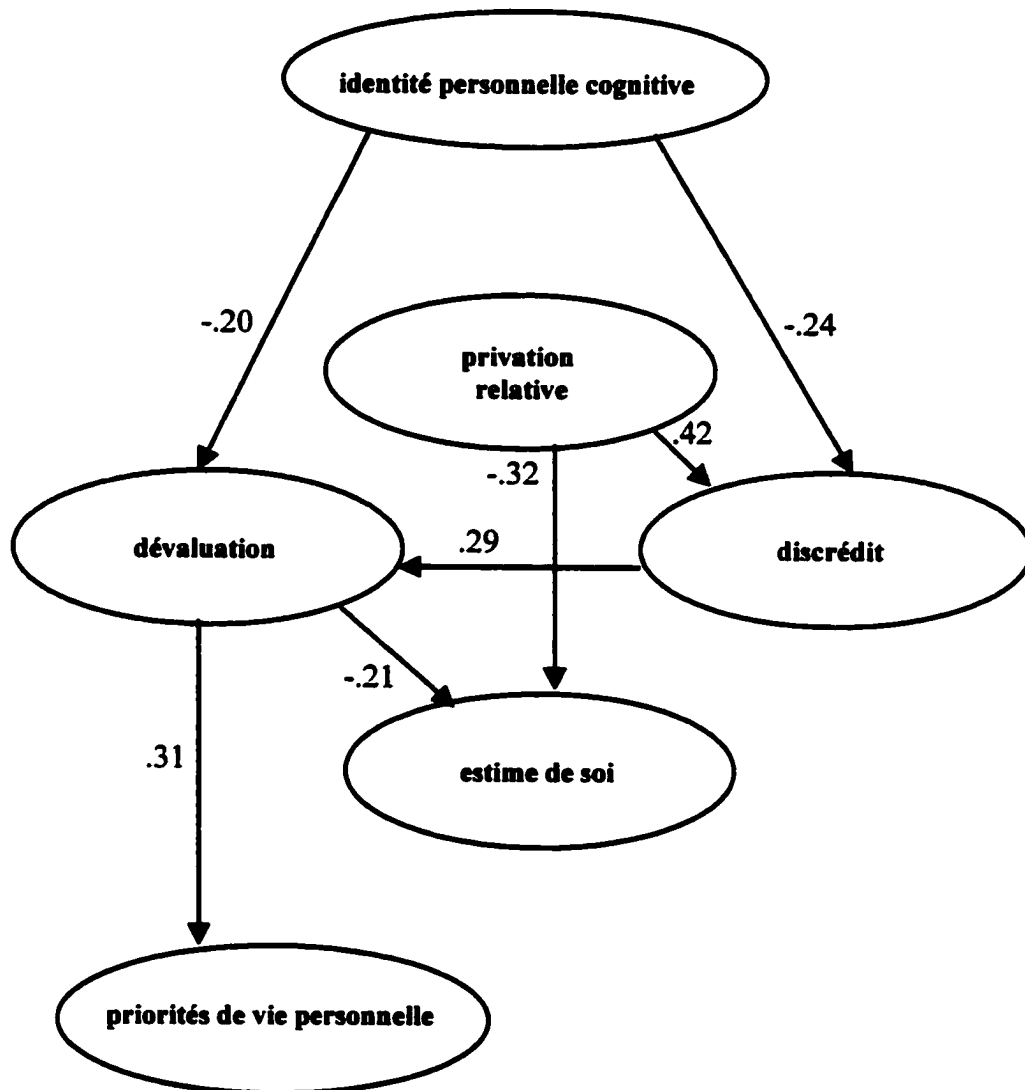 identité personnelle cognitive
-.20
-.24
privation
relative
.42
-.32
dévaluation
.29
discrédit
-.21
.31
estime de soi
priorités de vie personnelle